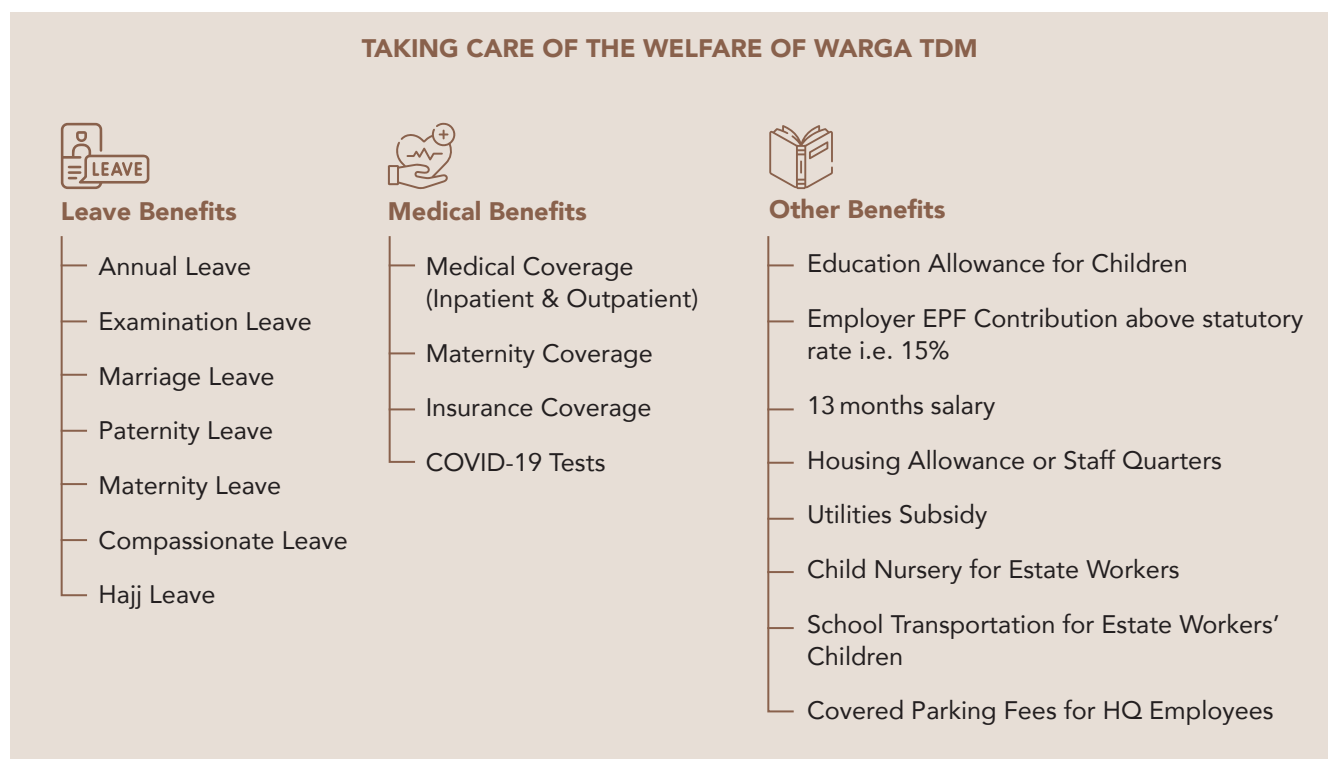 TAKING CARE OF THE WELFARE OF WARGA TDM
LEAVE
Leave Benefits
Annual Leave
Examination Leave
Marriage Leave
Paternity Leave
Maternity Leave
Compassionate Leave
Hajj Leave
Medical Benefits
Medical Coverage
(Inpatient & Outpatient)
Maternity Coverage
Insurance Coverage
COVID-19 Tests
Other Benefits
Education Allowance for Children
Employer EPF Contribution above statutory
rate i.e. 15%
13 months salary
Housing Allowance or Staff Quarters
Utilities Subsidy
Child Nursery for Estate Workers
School Transportation for Estate Workers’
Children
Covered Parking Fees for HQ Employees